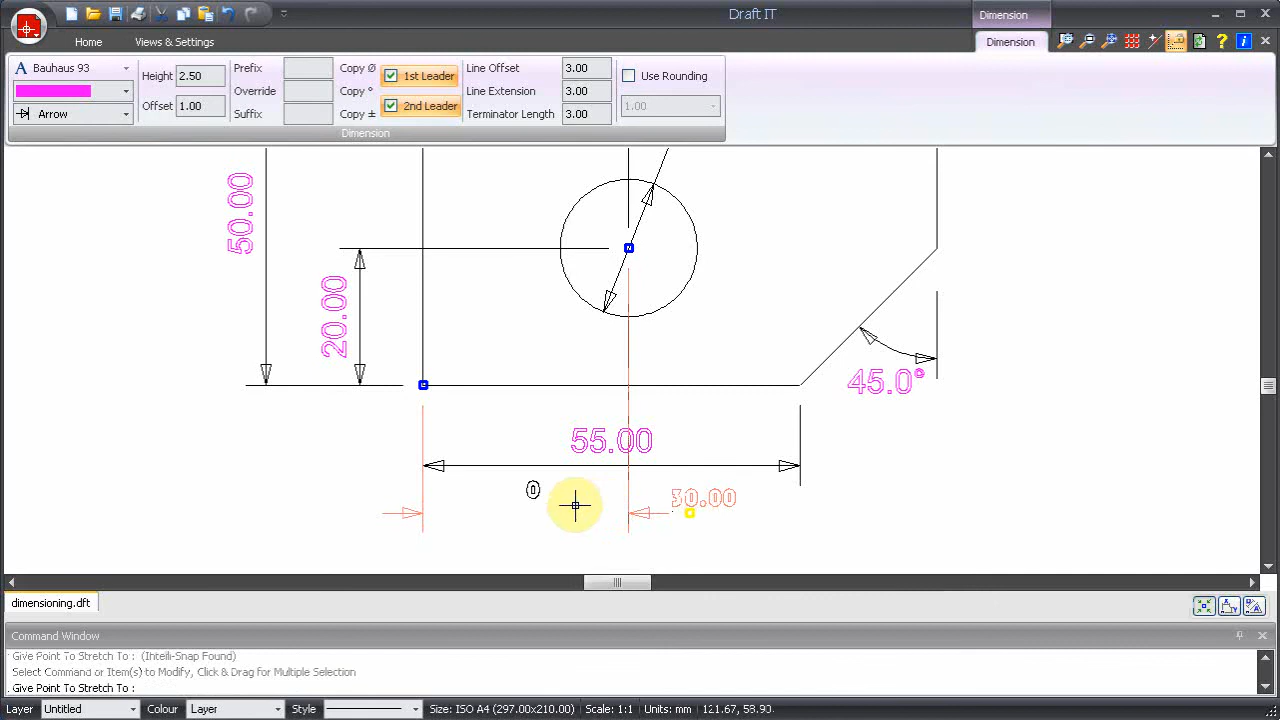 Draft IT
Dimension
Home
Views & Settings
Dimension
A Bauhaus 93
Height 2.50
Prefix
Copy Ø
1st Leader
Line Offset 3.00
Use Rounding
Override
Copy °
Line Extension 3.00
Arrow
Offset 1.00
Suffix
Copy ±
2nd Leader
Terminator Length 3.00
1.00
Dimension
50.00
20.00
45.0°
55.00
0
30.00
dimensioning.dft
Command Window
Give Point To Stretch To : (Intelli-Snap Found)
Select Command or Item(s) to Modify, Click & Drag for Multiple Selection
Give Point To Stretch To :
Layer Untitled Colour Layer Style Size: ISO A4 (297.00x210.00) Scale: 1:1 Units: mm 121.67, 53.90